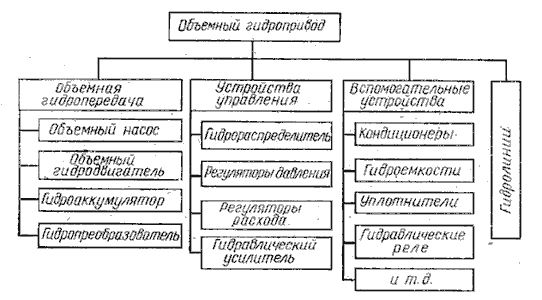 Объемный гидропривод
Объемная
гидропередача
Объемный насос
Объемный
гидродвигатель
Гидроаккумулятор
Гидропреобразователь
Устройства
управления
Гидрораспределитель
Регуляторы давления
Регуляторы
расхода
Гидравлический
усилитель
Вспомогательные
устройства
Кондиционеры
Гидроемкости
Уплотнители
Гидравлические
реле
и т.д.
Гидролинии